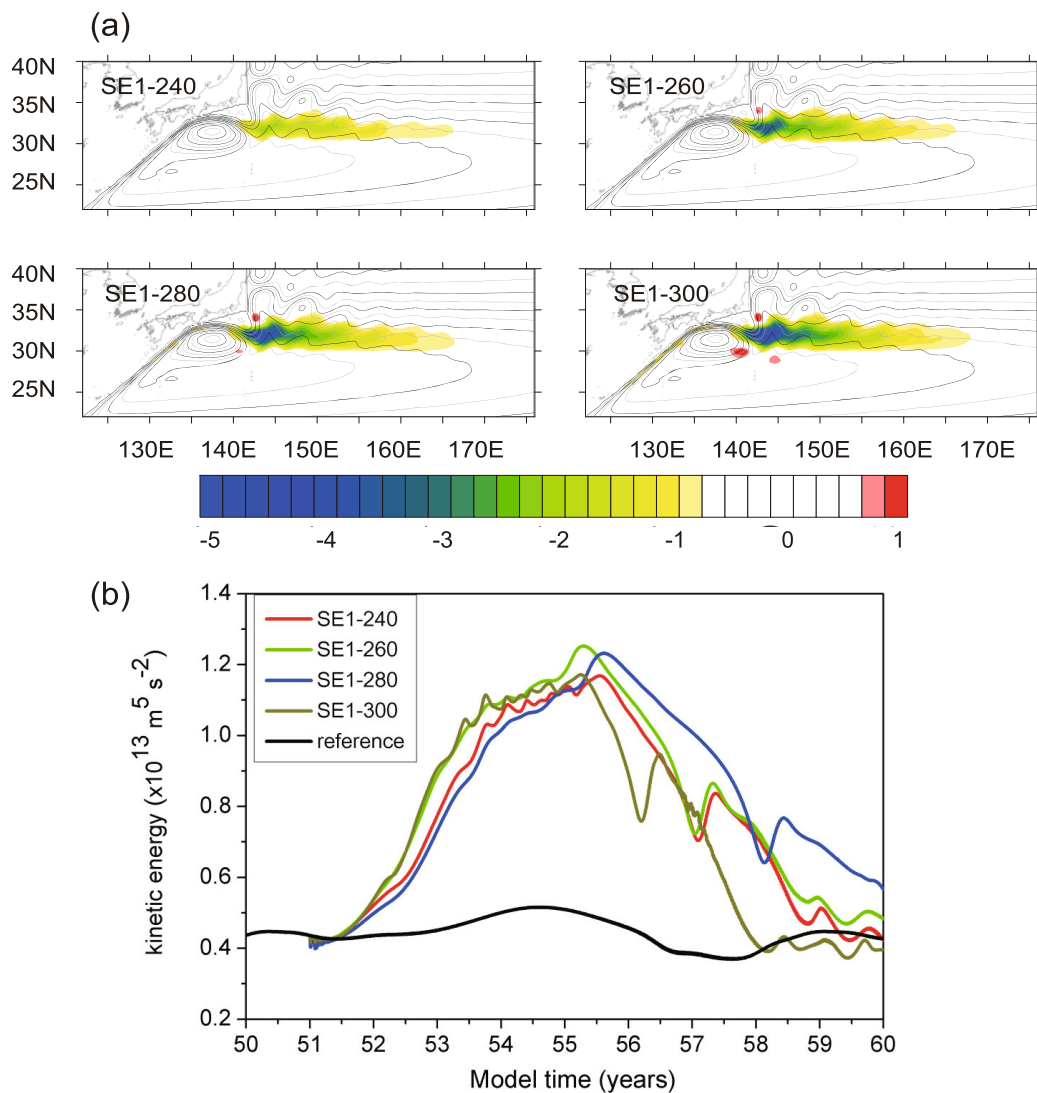 (a)
SE1-240 SE1-260
40N
35N
30N
25N
SE1-280 SE1-300
40N
35N
30N
25N
130E 140E 150E 160E 170E 130E 140E 150E 160E 170E
-5 -4 -3 -2 -1 0 1
(b)
kinetic energy (x10^13 m^5 s^-2)
1.4
1.2
1.0
0.8
0.6
0.4
0.2
SE1-240
SE1-260
SE1-280
SE1-300
reference
50 51 52 53 54 55 56 57 58 59 60
Model time (years)